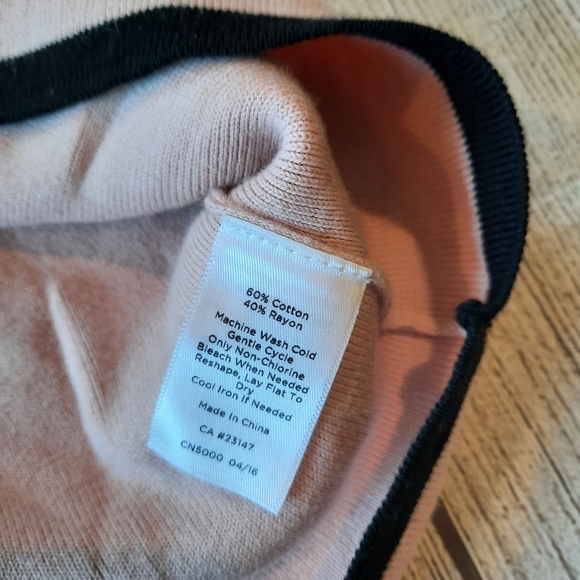 60% Cotton
40% Rayon
Machine Wash Cold
Gentle Cycle
Only Non-Chlorine
Bleach When Needed
Reshape, Lay Flat To
Dry
Cool Iron If Needed
Made In China
CA #23147
CN5000 04/16